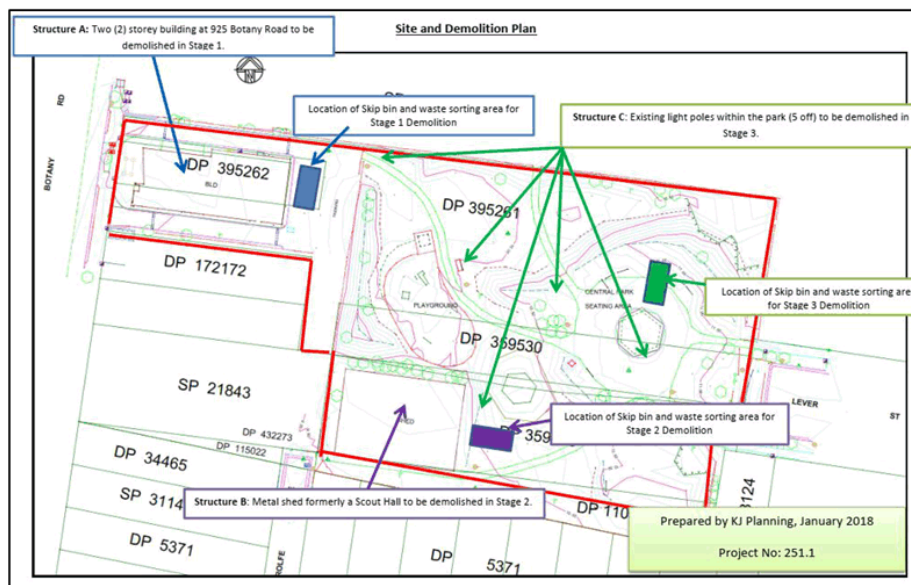 Structure A: Two (2) storey building at 925 Botany Road to be
demolished in Stage 1.
Site and Demolition Plan
Location of Skip bin and waste sorting area for
Stage 1 Demolition
Structure C: Existing light poles within the park (5 off) to be demolished in
Stage 3.
BOTANY
RD
DP 395262
BLD
DP 395261
DP 172172
PLAYGROUND
CENTRAL PARK
SEATING AREA
Location of Skip bin and waste sorting are
for Stage 3 Demolition
DP 359530
SP 21843
LEVER
ST
Location of Skip bin and waste sorting area for
Stage 2 Demolition
DP 359
DP 432273
DP 115022
DP 34465
SP 3114
DP 5371
Structure B: Metal shed formerly a Scout Hall to be demolished in Stage 2.
DP 110
3124
ROLFE
DP
5371
Prepared by KJ Planning, January 2018
Project No: 251.1